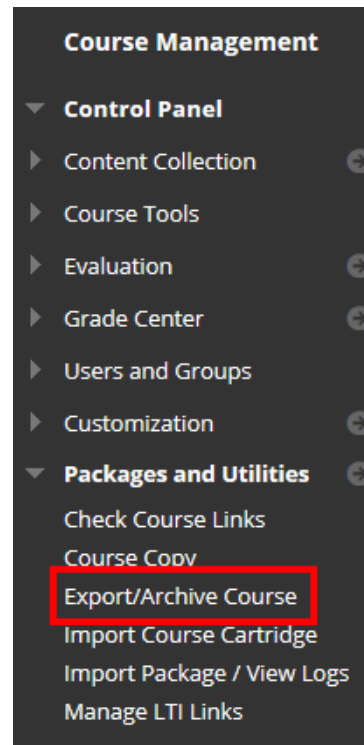 Course Management
Control Panel
Content Collection
Course Tools
Evaluation
Grade Center
Users and Groups
Customization
Packages and Utilities
Check Course Links
Course Copy
Export/Archive Course
Import Course Cartridge
Import Package / View Logs
Manage LTI Links